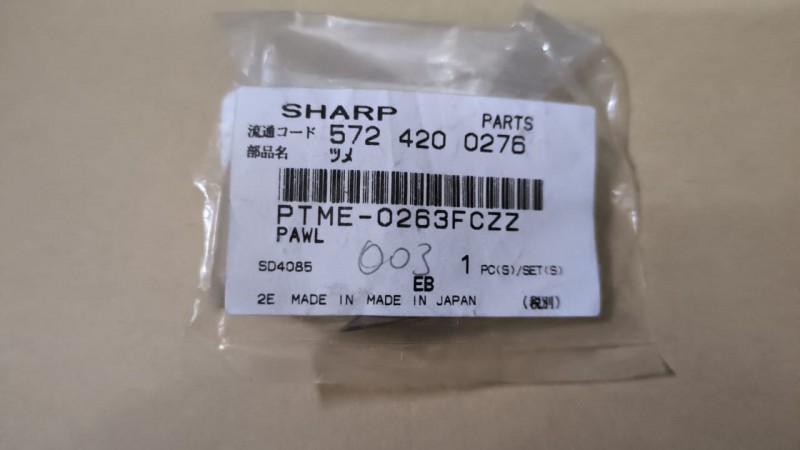 SHARP PARTS
流通コード 572 420 0276
部品名 ツメ
PTME-0263FCZZ
PAWL
SD4085 003 1 PC(S)/SET(S)
EB
2E MADE IN MADE IN JAPAN (税別)